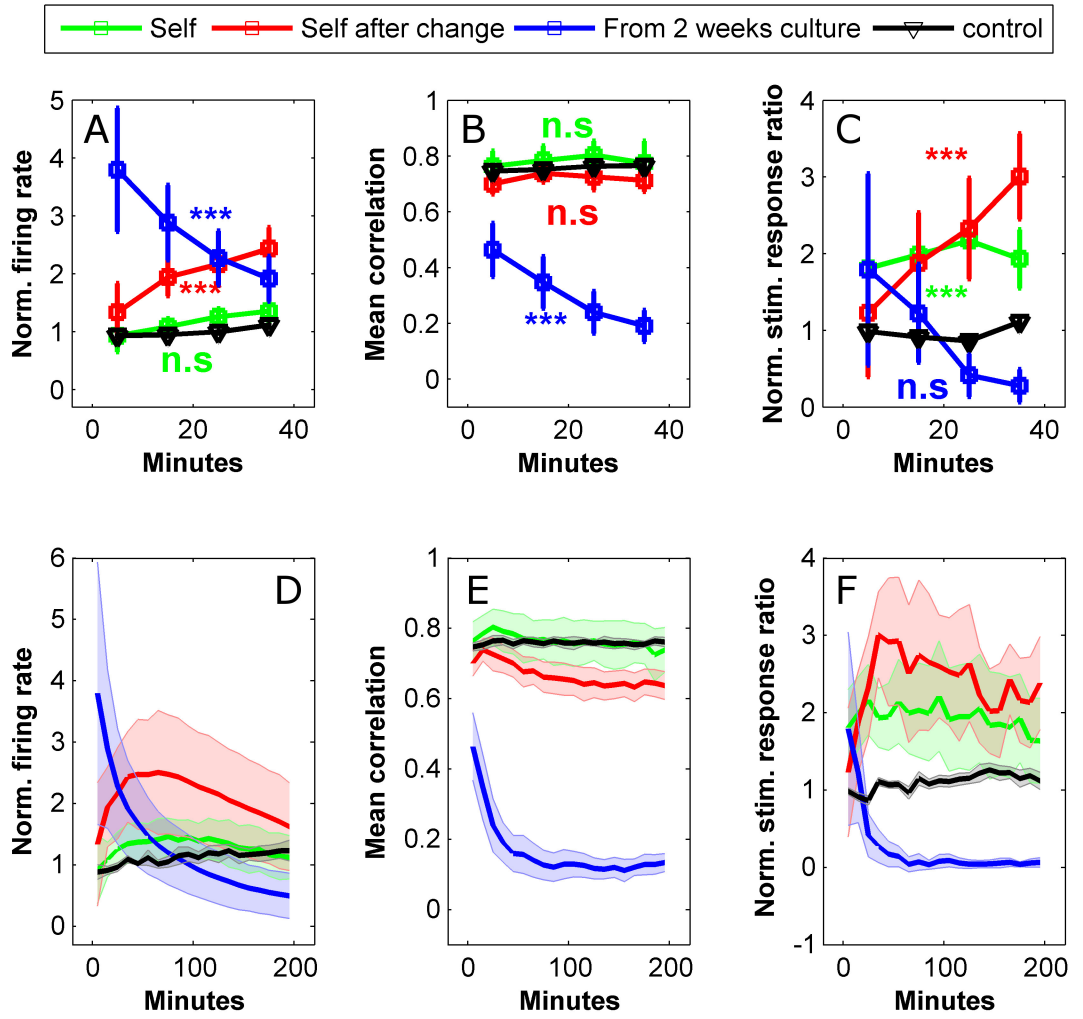 Self Self after change From 2 weeks culture control
A
Norm. firing rate
5
4
3
2
1
0
***
***
n.s
0 20 40
Minutes
B
Mean correlation
1
0.8
0.6
0.4
0.2
0
n.s
n.s
***
0 20 40
Minutes
C
Norm. stim. response ratio
4
3
2
1
0
***
***
n.s
0 20 40
Minutes
D
Norm. firing rate
6
5
4
3
2
1
0
0 100 200
Minutes
E
Mean correlation
1
0.8
0.6
0.4
0.2
0
0 100 200
Minutes
F
Norm. stim. response ratio
4
3
2
1
0
-1
0 100 200
Minutes